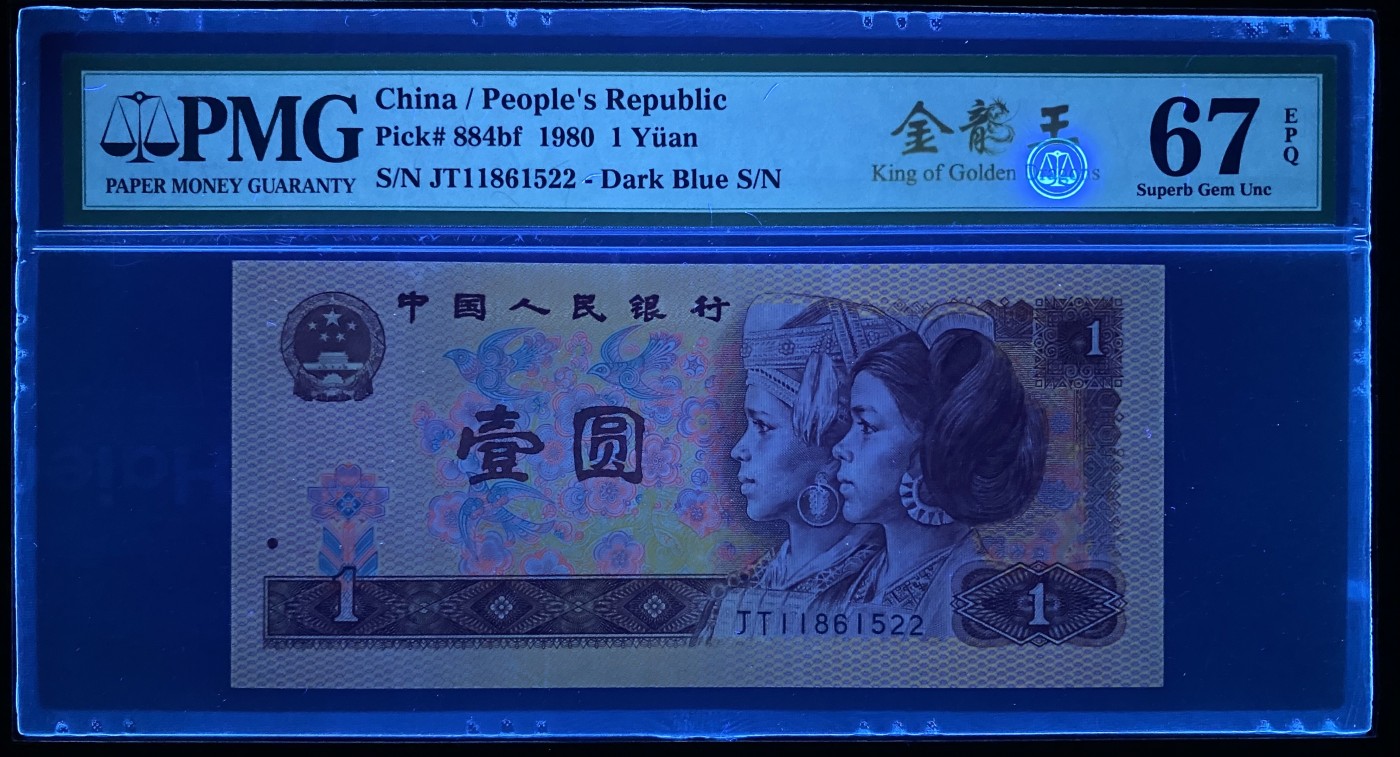 PMG
PAPER MONEY GUARANTY
China / People's Republic
Pick# 884bf 1980 1 Yüan
S/N JT11861522 - Dark Blue S/N
金龍王
King of Golden
67
EPQ
Superb Gem Unc
中国人民银行
1
壹圆
1
JT11861522
1